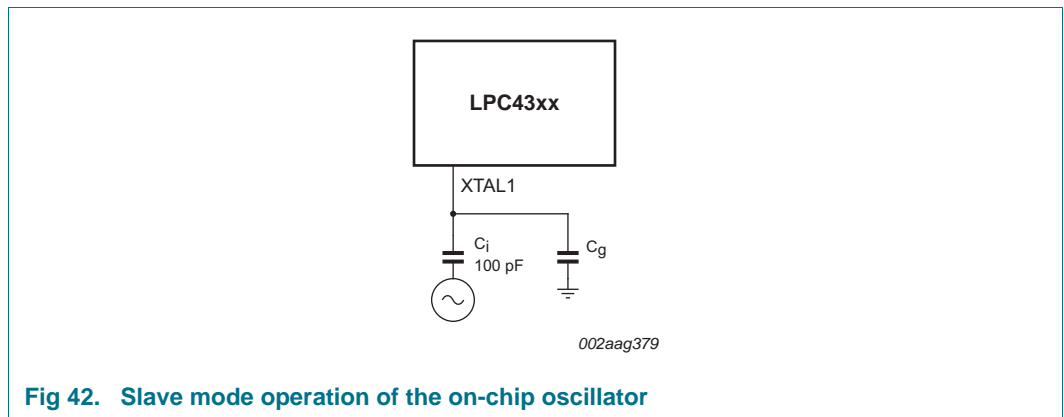 LPC43xx
XTAL1
Ci
100 pF
Cg
002aag379
Fig 42. Slave mode operation of the on-chip oscillator